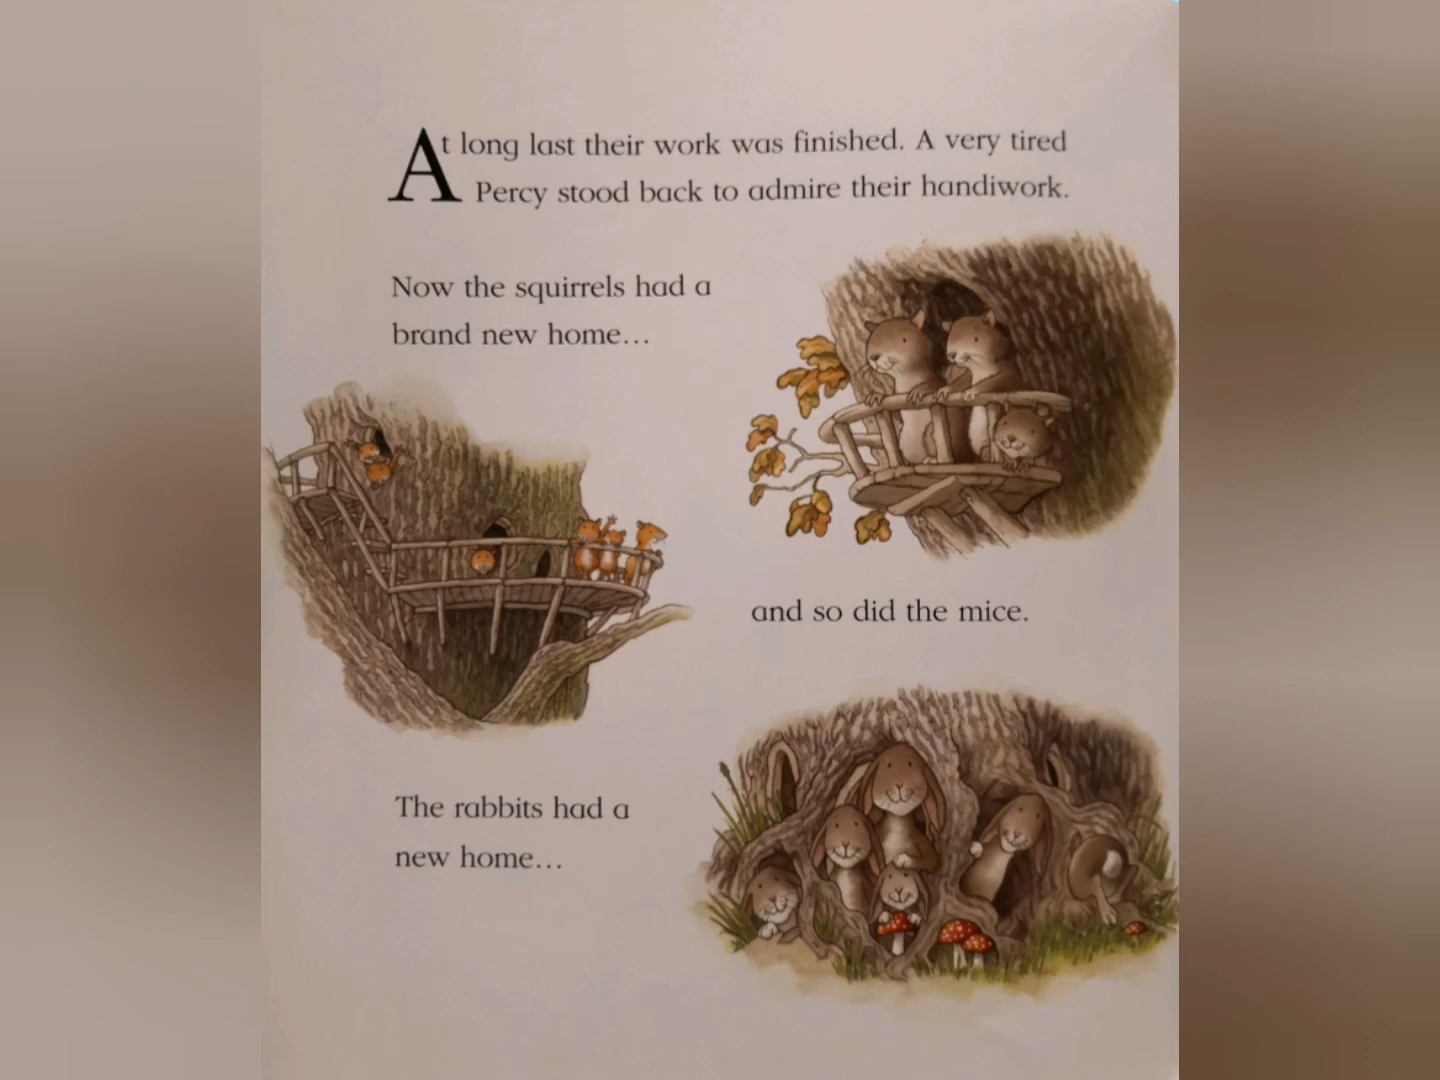 At long last their work was finished. A very tired
Percy stood back to admire their handiwork.
Now the squirrels had a
brand new home...
and so did the mice.
The rabbits had a
new home...